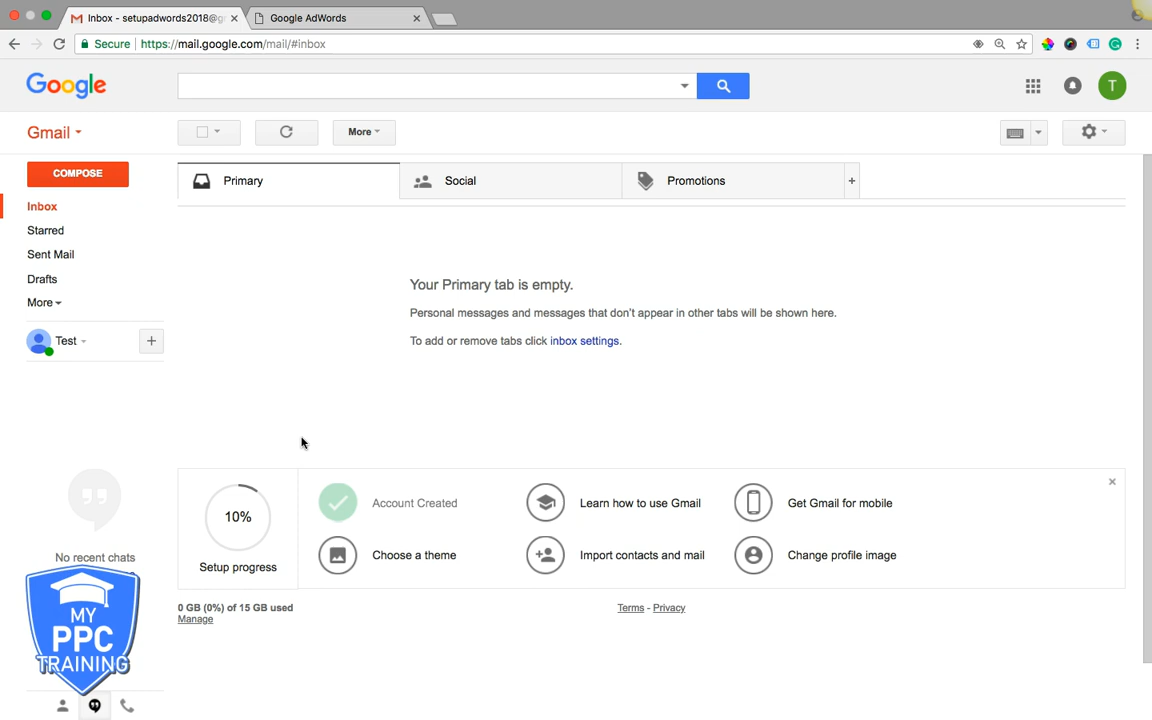 Inbox - setupadwords2018@g
Google AdWords
Secure
https://mail.google.com/mail/#inbox
Google
T
Gmail
More
COMPOSE
Primary
Social
Promotions
+
Inbox
Starred
Sent Mail
Drafts
More
Test
+
Your Primary tab is empty.
Personal messages and messages that don't appear in other tabs will be shown here.
To add or remove tabs click inbox settings.
10%
Setup progress
Account Created
Learn how to use Gmail
Get Gmail for mobile
Choose a theme
Import contacts and mail
Change profile image
No recent chats
0 GB (0%) of 15 GB used
Manage
Terms - Privacy
MY
PPC
TRAINING